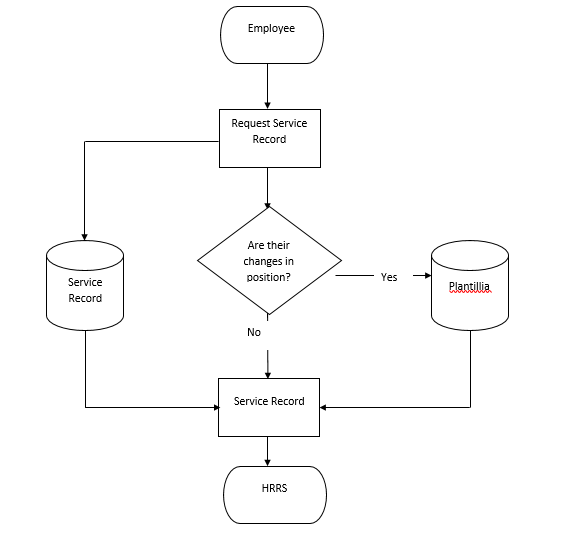 Employee
Request Service
Record
Are their
changes in
position?
Yes
Service
Record
Plantillia
No
Service Record
HRRS